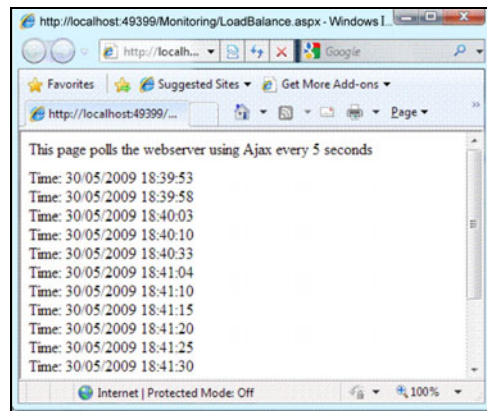 http://localhost:49399/Monitoring/LoadBalance.aspx - Windows I...
http://localh...
Google
Favorites
Suggested Sites
Get More Add-ons
http://localhost:49399/...
Page
This page polls the webserver using Ajax every 5 seconds
Time: 30/05/2009 18:39:53
Time: 30/05/2009 18:39:58
Time: 30/05/2009 18:40:03
Time: 30/05/2009 18:40:10
Time: 30/05/2009 18:40:33
Time: 30/05/2009 18:41:04
Time: 30/05/2009 18:41:10
Time: 30/05/2009 18:41:15
Time: 30/05/2009 18:41:20
Time: 30/05/2009 18:41:25
Time: 30/05/2009 18:41:30
Internet | Protected Mode: Off
100%